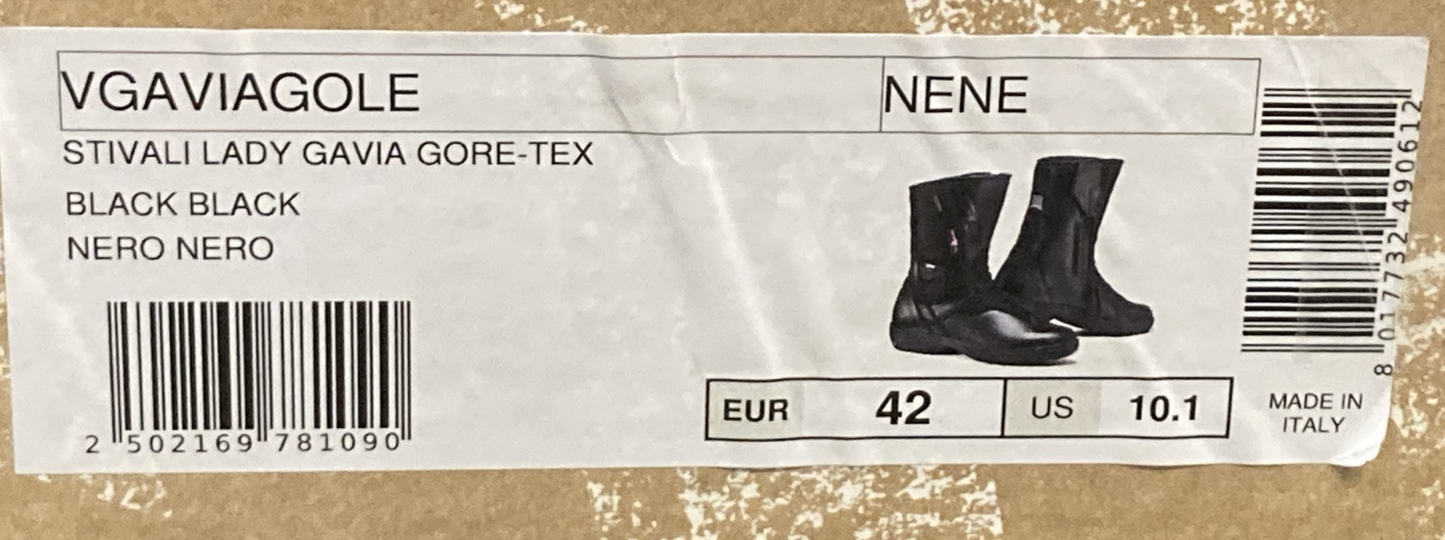 VGAVIAGOLE NENE
STIVALI LADY GAVIA GORE-TEX
BLACK BLACK
NERO NERO
2 502169 781090
EUR 42 US 10.1
8 017732 490612
MADE IN
ITALY